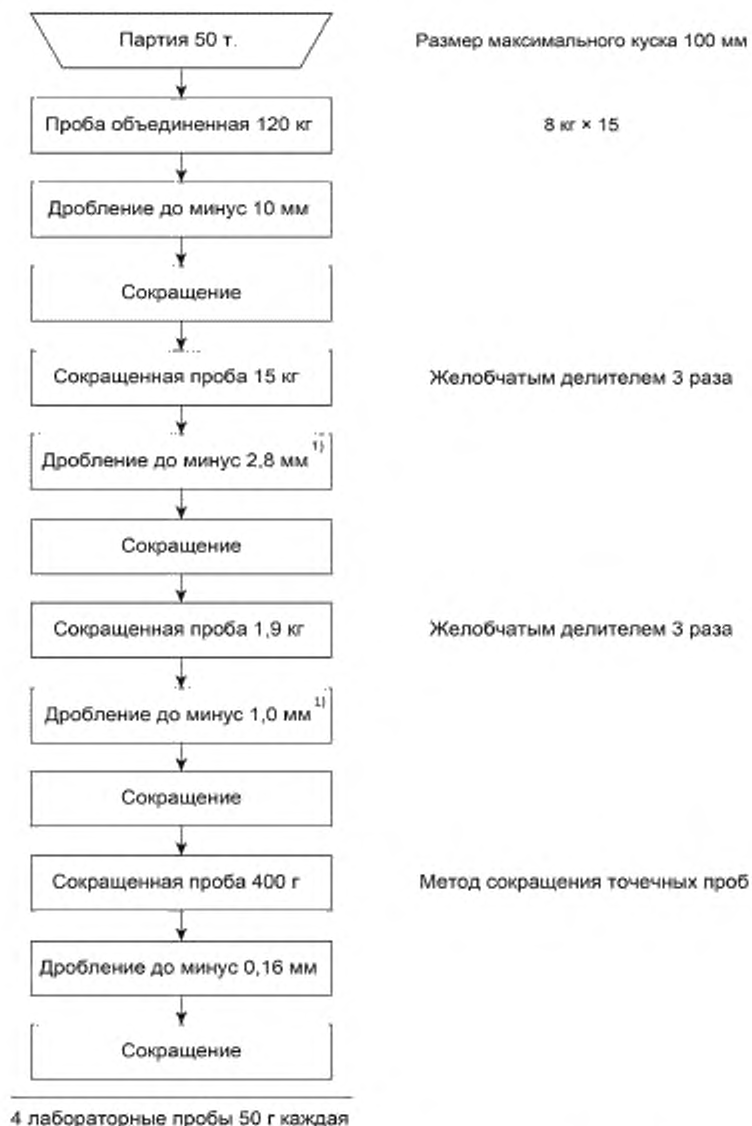 Партия 50 т.
Размер максимального куска 100 мм
Проба объединенная 120 кг
8 кг × 15
Дробление до минус 10 мм
Сокращение
Сокращенная проба 15 кг
Желобчатым делителем 3 раза
Дробление до минус 2,8 мм 1)
Сокращение
Сокращенная проба 1,9 кг
Желобчатым делителем 3 раза
Дробление до минус 1,0 мм 1)
Сокращение
Сокращенная проба 400 г
Метод сокращения точечных проб
Дробление до минус 0,16 мм
Сокращение
4 лабораторные пробы 50 г каждая